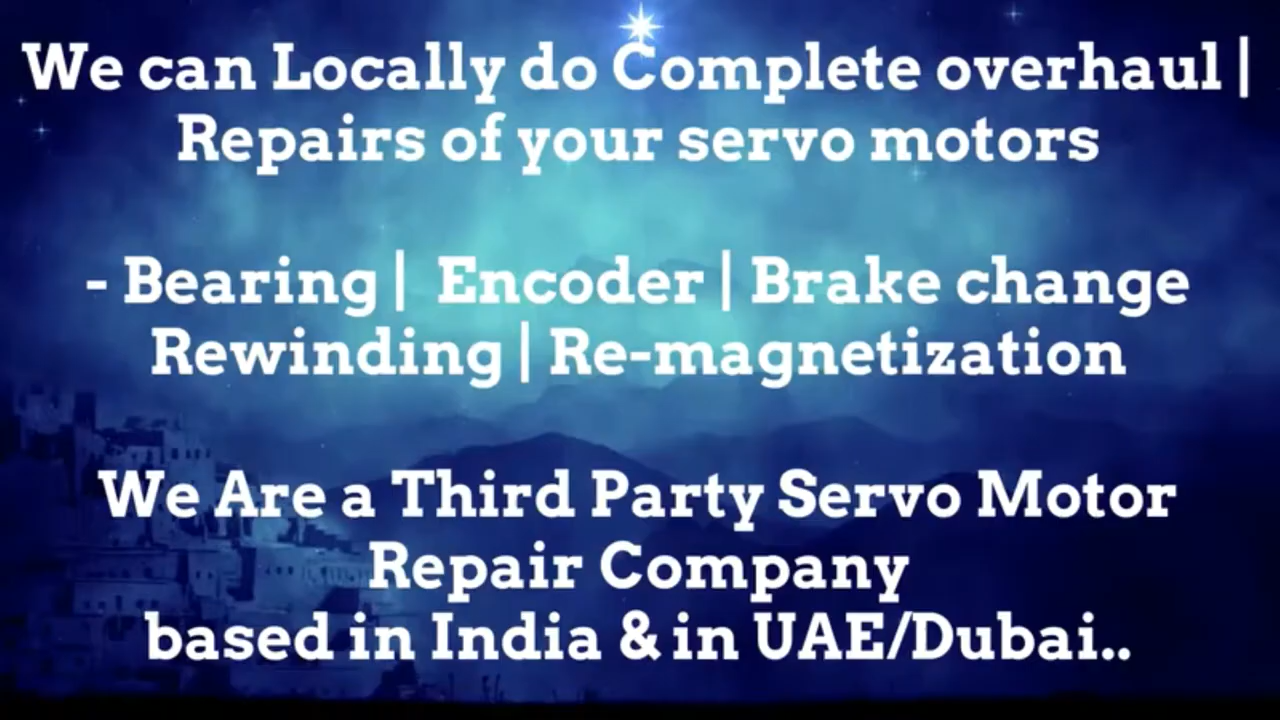 We can Locally do Complete overhaul |
Repairs of your servo motors
- Bearing | Encoder | Brake change
Rewinding | Re-magnetization
We Are a Third Party Servo Motor
Repair Company
based in India & in UAE/Dubai..